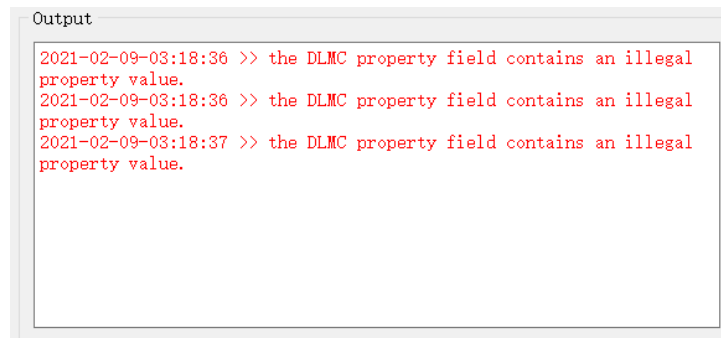 Output
2021-02-09-03:18:36 >> the DLMC property field contains an illegal
property value.
2021-02-09-03:18:36 >> the DLMC property field contains an illegal
property value.
2021-02-09-03:18:37 >> the DLMC property field contains an illegal
property value.